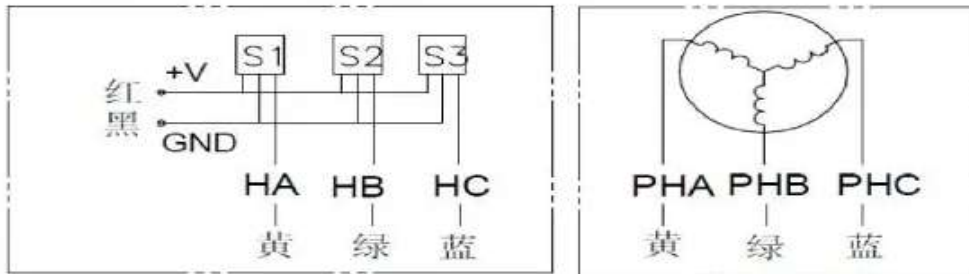 S1 S2 S3
+V
红
黑
GND
HA HB HC
黄 绿 蓝
PHA PHB PHC
黄 绿 蓝